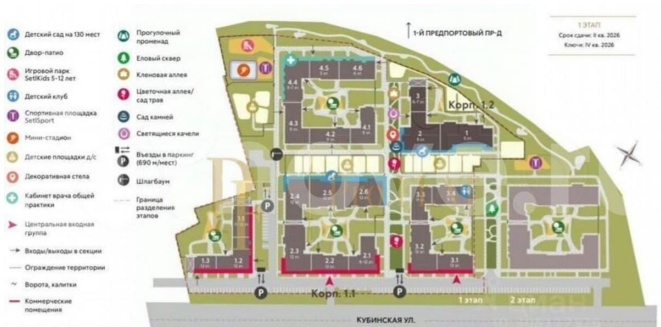 Детский сад на 130 мест
Двор-патио
Игровой парк
SetlKids 5-12 лет
Детский клуб
Спортивная площадка
SetlSport
Мини-стадион
Детские площадки д/с
Декоративная стела
Кабинет врача общей
практики
Центральная входная
группа
Входы/выходы в секции
Ограждение территории
Ворота, калитки
Коммерческие
помещения
Прогулочный
променад
Еловый сквер
Кленовая аллея
Цветочная аллея/
сад трав
Сад камней
Светящиеся качели
Въезды в паркинг
(690 м/мест)
Шлагбаум
Граница
разделения
этапов
1-Й ПРЕДПОРТОВЫЙ ПР-Д
1 ЭТАП
Срок сдачи: II кв. 2026
Ключи: IV кв. 2026
Корп. 1.2
4.5
4.6
4.4
4.3
4.2
4.1
3
2
1
2.4
2.5
2.6
2.3
2.2
2.1
3.3
3.4
3.2
3.1
1.1
1.3
1.2
P
P
P
P
Корп. 1.1
1 этап
2 этап
КУБИНСКАЯ УЛ.